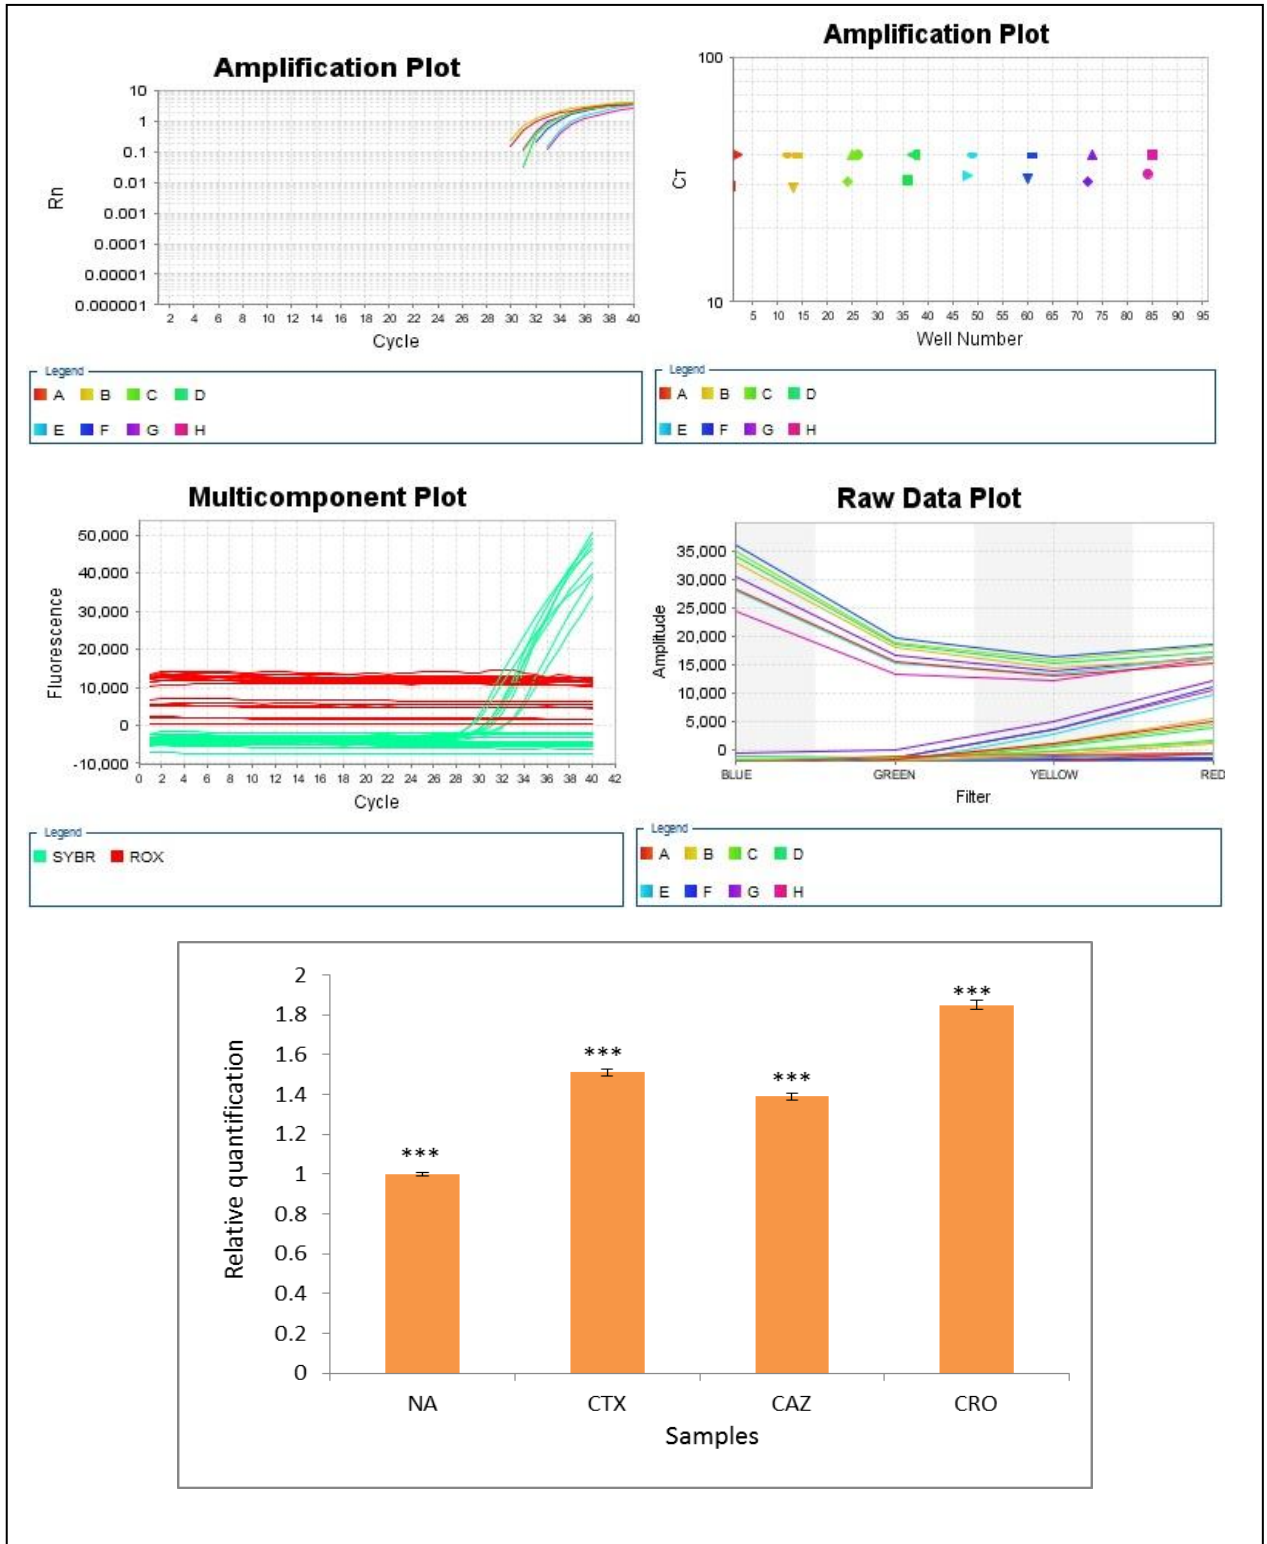 Amplification Plot
10
1
0.1
0.01
0.001
0.0001
0.00001
0.000001
Rn
2 4 6 8 10 12 14 16 18 20 22 24 26 28 30 32 34 36 38 40
Cycle
Legend
A B C D
E F G H
Amplification Plot
100
10
CT
5 10 15 20 25 30 35 40 45 50 55 60 65 70 75 80 85 90 95
Well Number
Legend
A B C D
E F G H
Multicomponent Plot
50,000
40,000
30,000
20,000
10,000
0
-10,000
Fluorescence
0 2 4 6 8 10 12 14 16 18 20 22 24 26 28 30 32 34 36 38 40 42
Cycle
Legend
SYBR ROX
Raw Data Plot
35,000
30,000
25,000
20,000
15,000
10,000
5,000
0
Amplitude
BLUE GREEN YELLOW RED
Filter
Legend
A B C D
E F G H
2
1.8
1.6
1.4
1.2
1
0.8
0.6
0.4
0.2
0
Relative quantification
***
***
***
***
NA CTX CAZ CRO
Samples